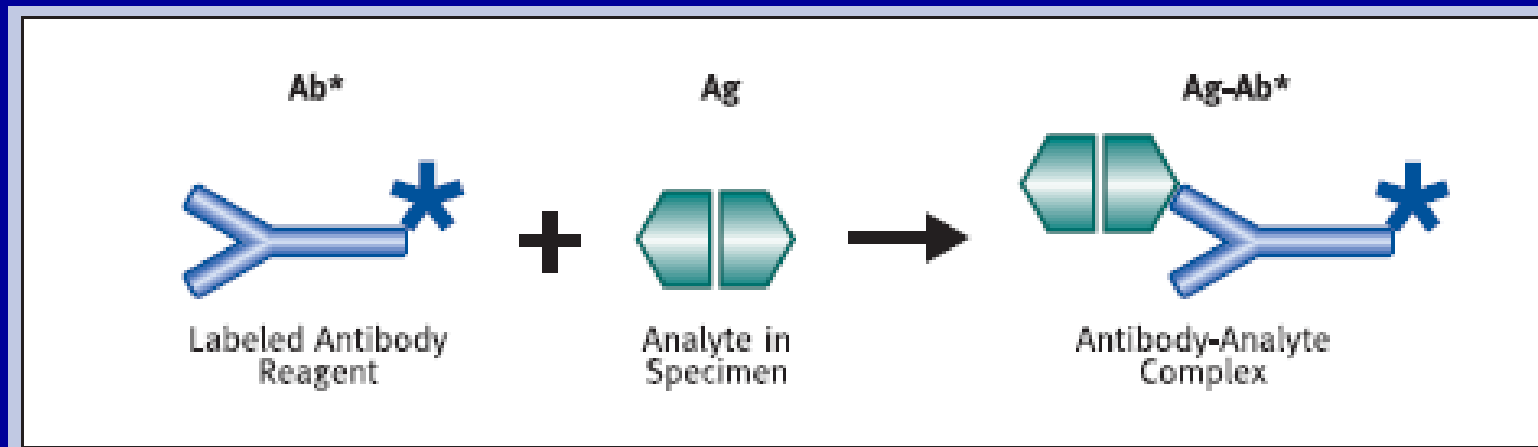 Ab*
Ag
Ag-Ab*
+
Labeled Antibody
Reagent
Analyte in
Specimen
Antibody-Analyte
Complex